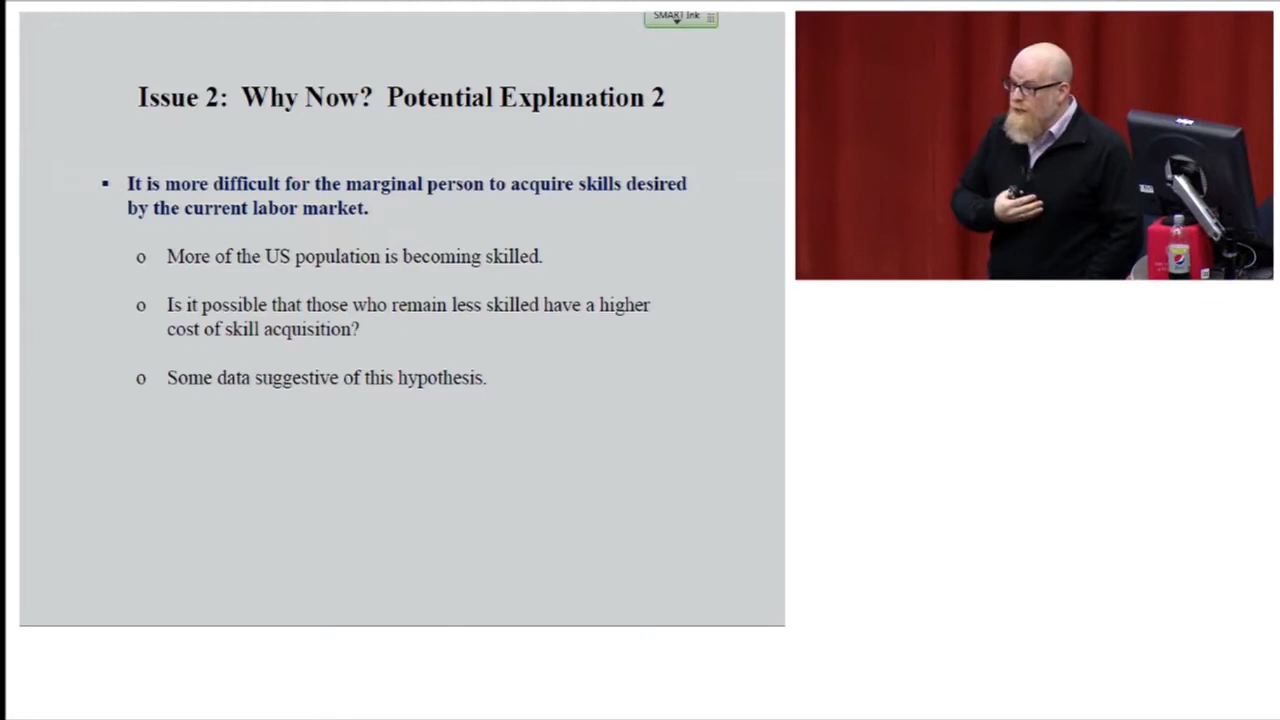 SMART Ink
Issue 2: Why Now? Potential Explanation 2
▪ It is more difficult for the marginal person to acquire skills desired
by the current labor market.
o More of the US population is becoming skilled.
o Is it possible that those who remain less skilled have a higher
cost of skill acquisition?
o Some data suggestive of this hypothesis.